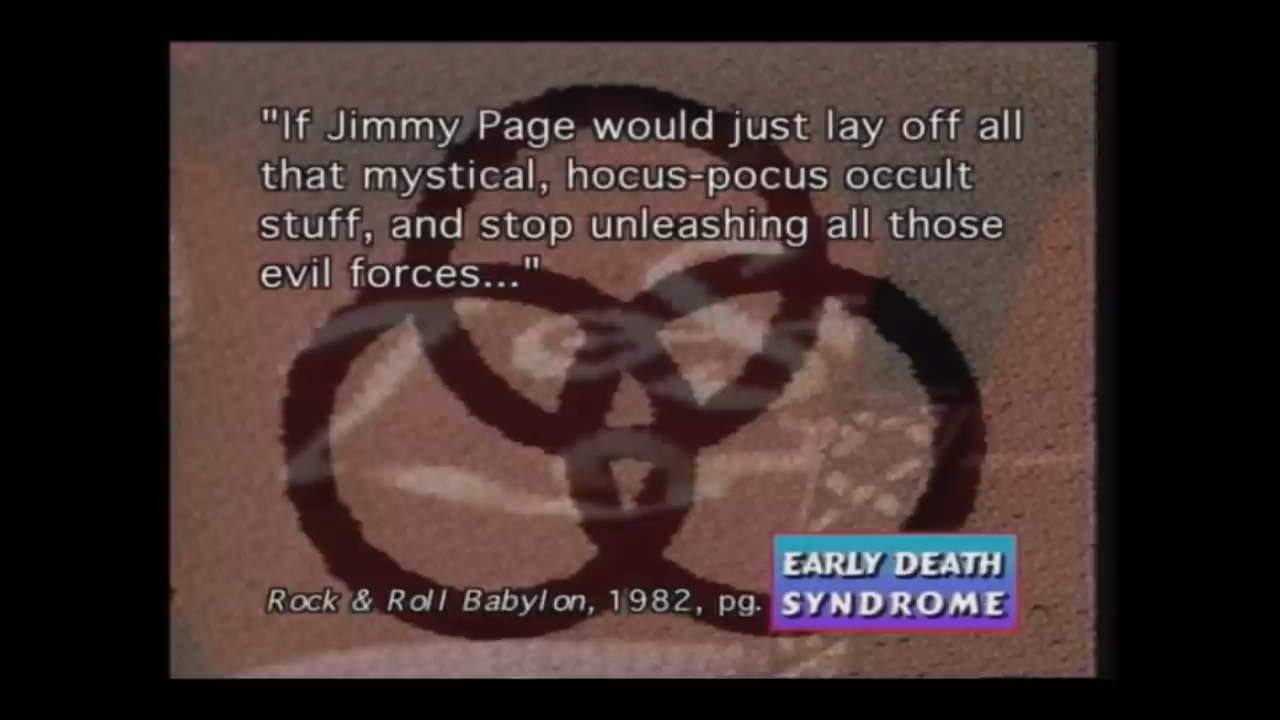 "If Jimmy Page would just lay off all
that mystical, hocus-pocus occult
stuff, and stop unleashing all those
evil forces..."
Rock & Roll Babylon, 1982, pg.
EARLY DEATH
SYNDROME